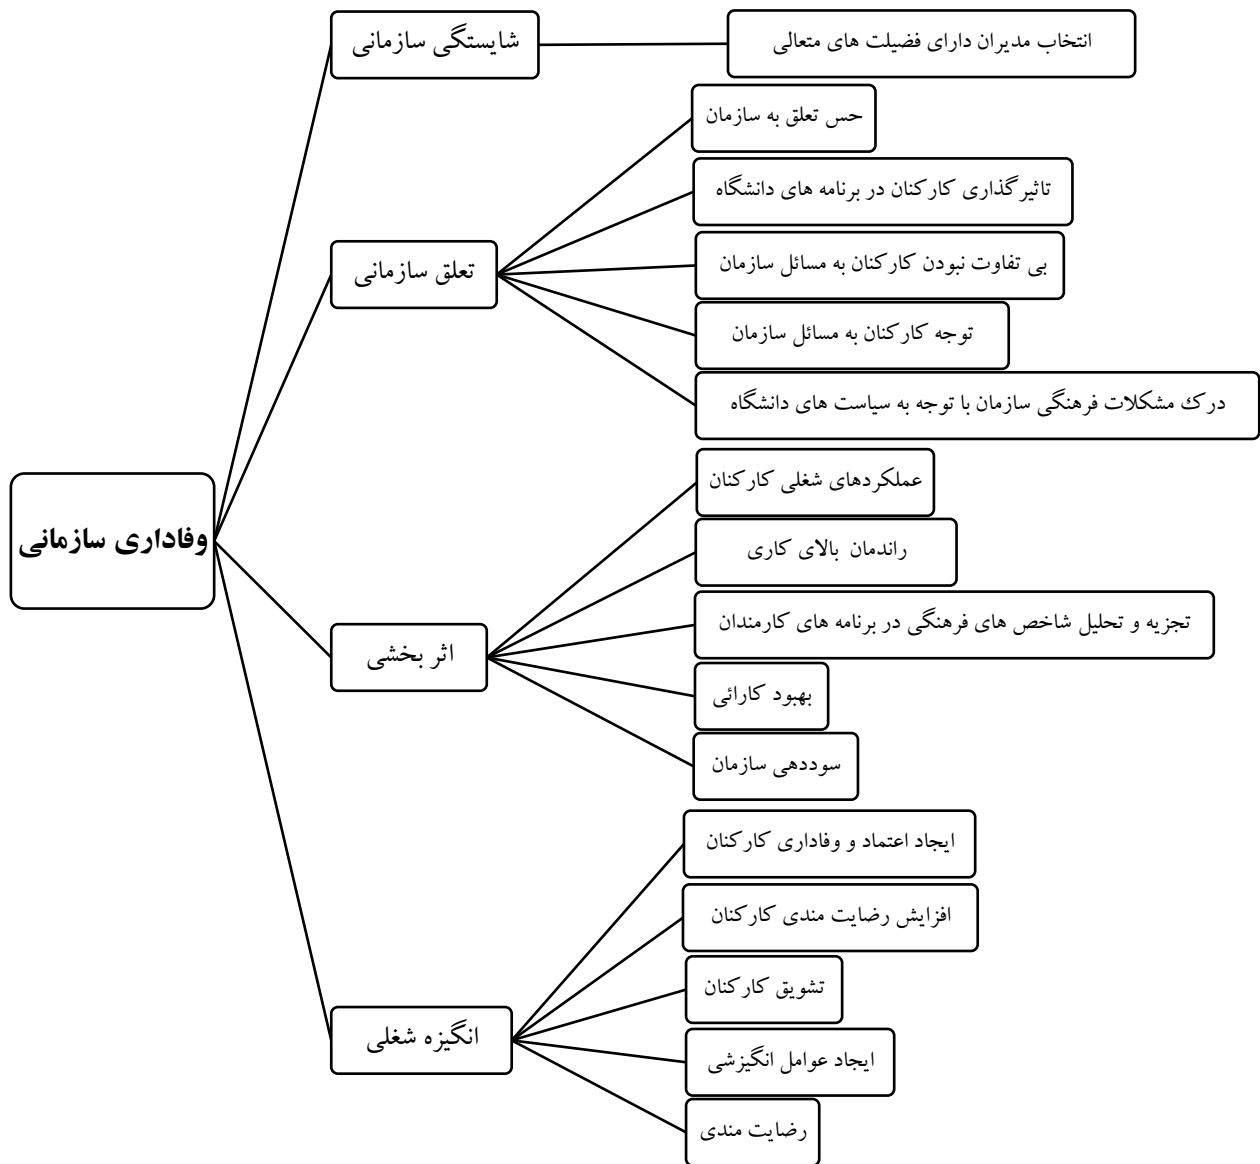 شایستگی سازمانی
انتخاب مدیران دارای فضیلت های متعالی
حس تعلق به سازمان
تاثیرگذاری کارکنان در برنامه های دانشگاه
تعلق سازمانی
بی تفاوت نبودن کارکنان به مسائل سازمان
توجه کارکنان به مسائل سازمان
درک مشکلات فرهنگی سازمان با توجه به سیاست های دانشگاه
وفاداری سازمانی
عملکردهای شغلی کارکنان
راندمان بالای کاری
اثر بخشی
تجزیه و تحلیل شاخص های فرهنگی در برنامه های کارمندان
بهبود کارائی
سوددهی سازمان
ایجاد اعتماد و وفاداری کارکنان
افزایش رضایت مندی کارکنان
انگیزه شغلی
تشویق کارکنان
ایجاد عوامل انگیزشی
رضایت مندی